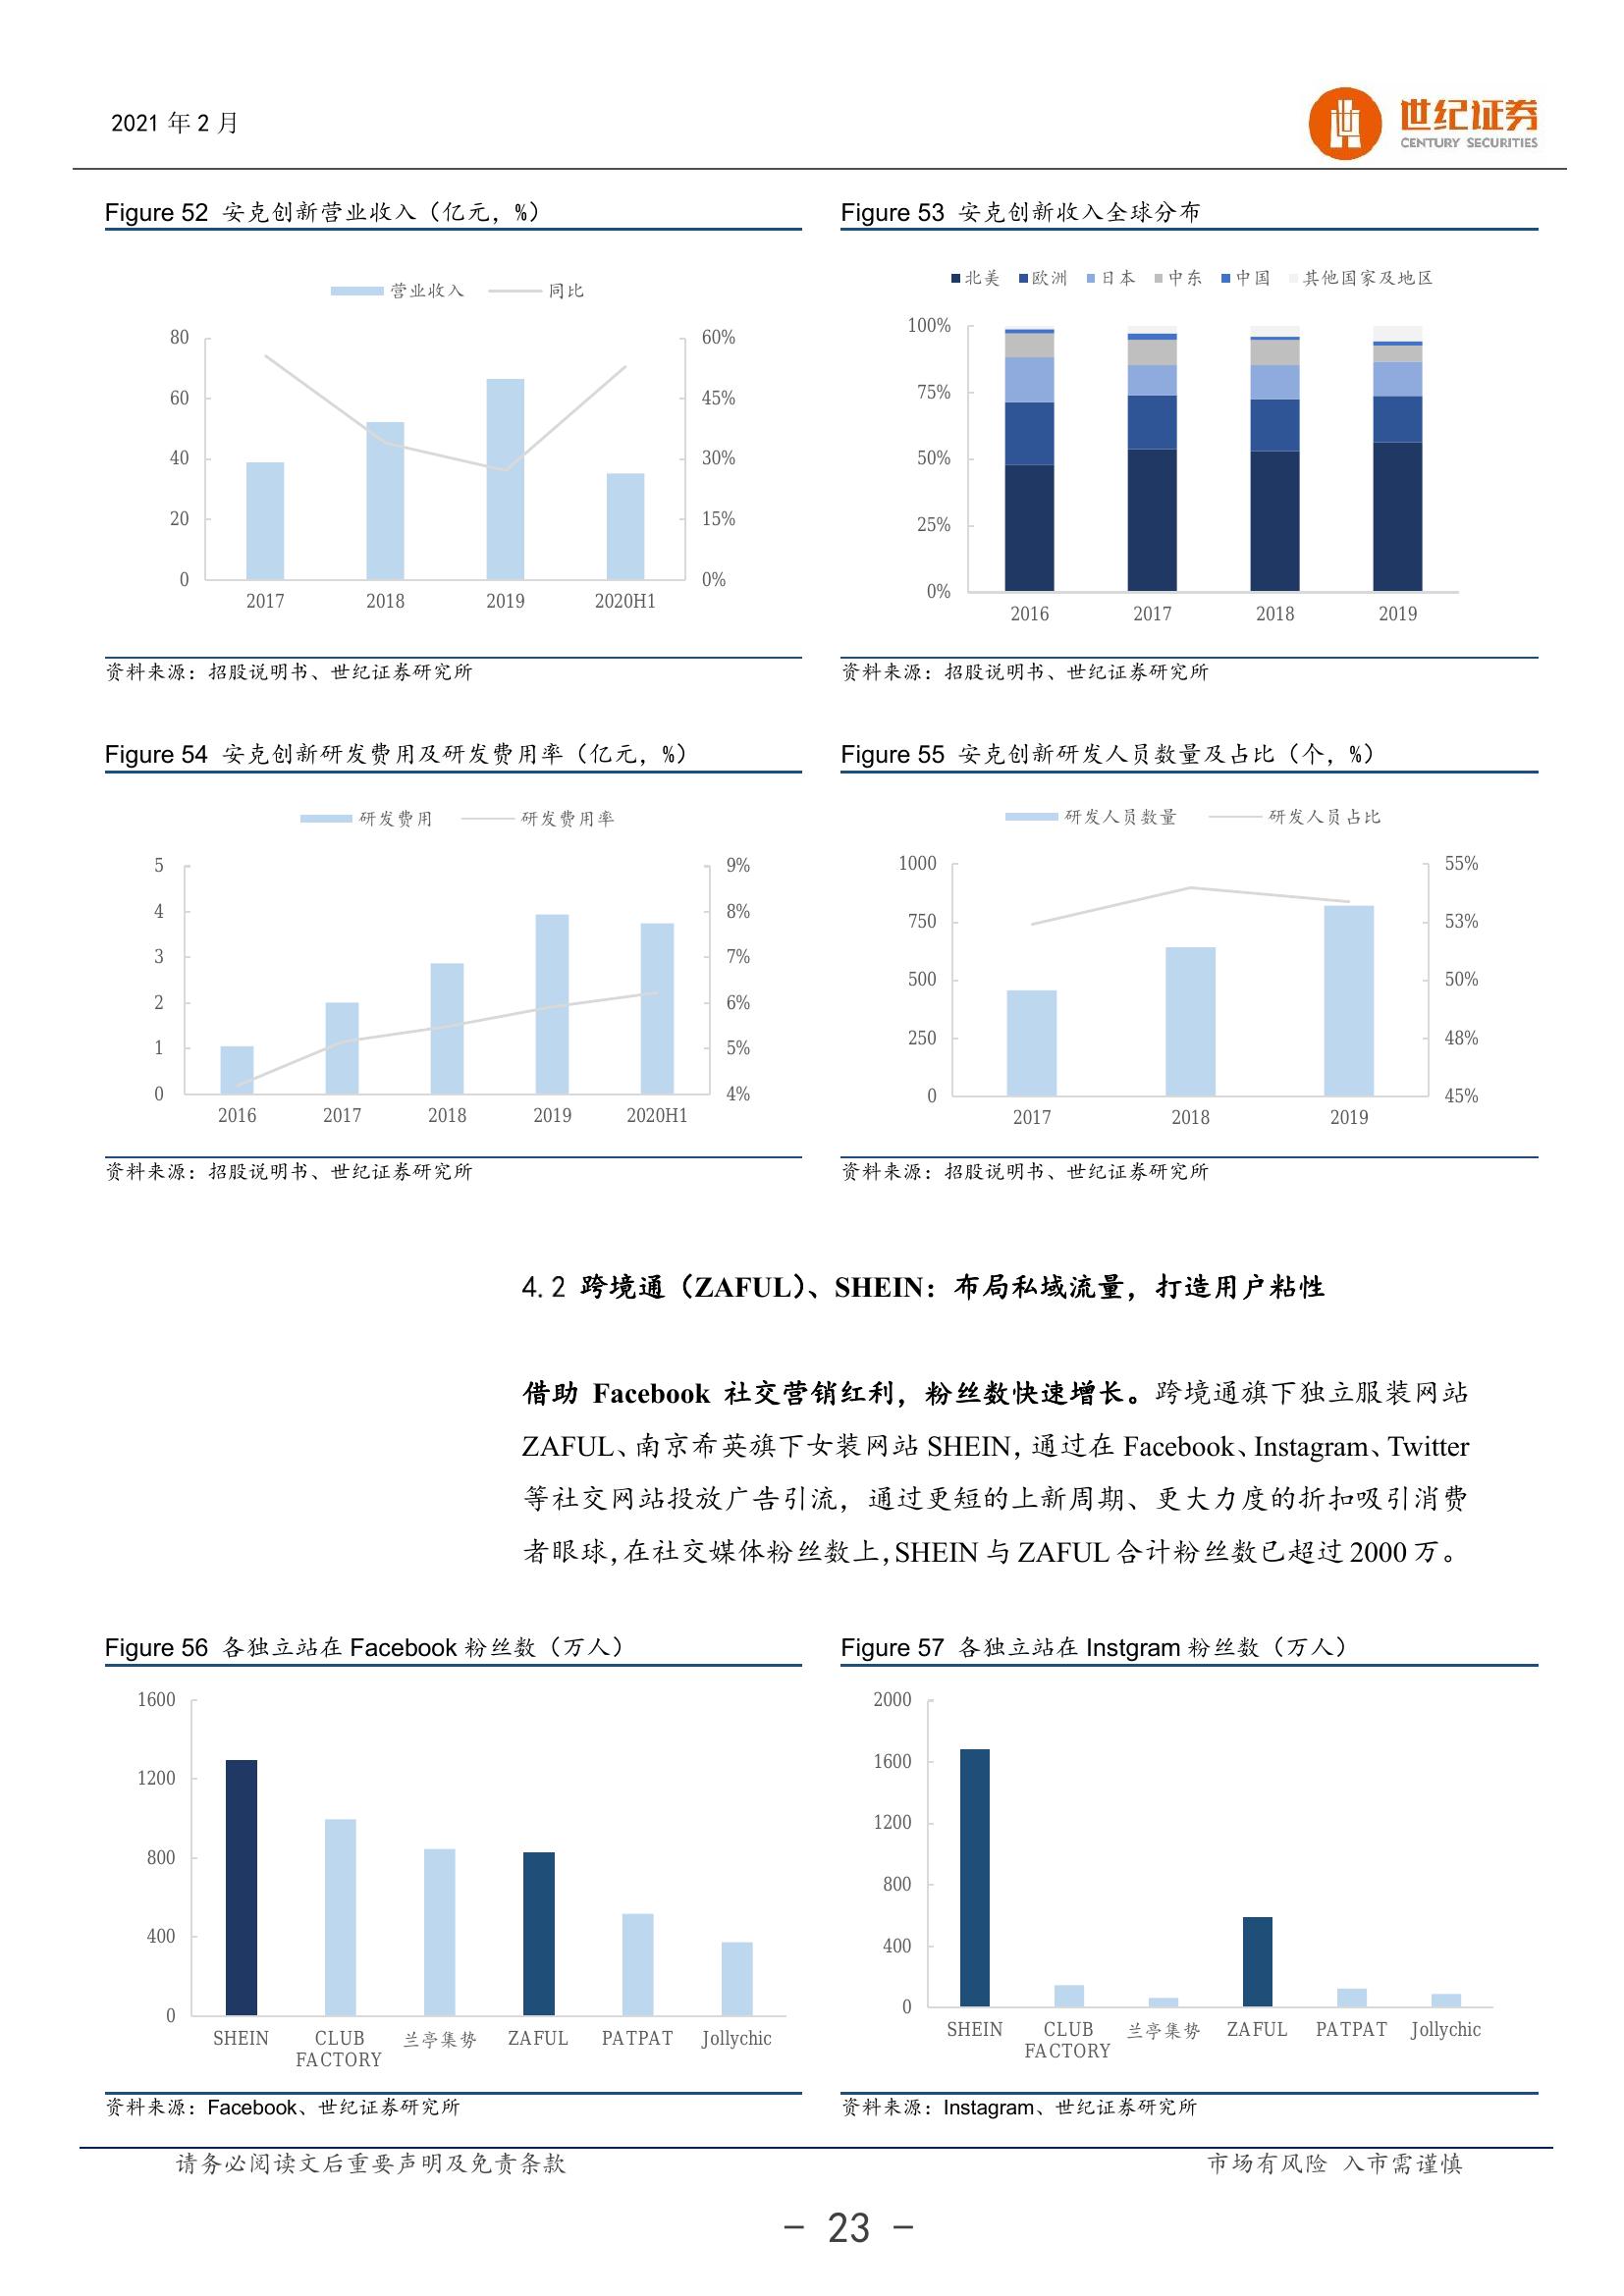 2021 年 2 月
世纪证券
CENTURY SECURITIES
Figure 52 安克创新营业收入（亿元，%）
营业收入 同比
80
60
40
20
0
60%
45%
30%
15%
0%
2017 2018 2019 2020H1
资料来源：招股说明书、世纪证券研究所
Figure 53 安克创新收入全球分布
北美 欧洲 日本 中东 中国 其他国家及地区
100%
75%
50%
25%
0%
2016 2017 2018 2019
资料来源：招股说明书、世纪证券研究所
Figure 54 安克创新研发费用及研发费用率（亿元，%）
研发费用 研发费用率
5
4
3
2
1
0
9%
8%
7%
6%
5%
4%
2016 2017 2018 2019 2020H1
资料来源：招股说明书、世纪证券研究所
Figure 55 安克创新研发人员数量及占比（个，%）
研发人员数量 研发人员占比
1000
750
500
250
0
55%
53%
50%
48%
45%
2017 2018 2019
资料来源：招股说明书、世纪证券研究所
4.2 跨境通（ZAFUL）、SHEIN：布局私域流量，打造用户粘性
借助 Facebook 社交营销红利，粉丝数快速增长。跨境通旗下独立服装网站
ZAFUL、南京希英旗下女装网站 SHEIN，通过在 Facebook、Instagram、Twitter
等社交网站投放广告引流，通过更短的上新周期、更大力度的折扣吸引消费
者眼球，在社交媒体粉丝数上，SHEIN 与 ZAFUL 合计粉丝数已超过 2000 万。
Figure 56 各独立站在 Facebook 粉丝数（万人）
1600
1200
800
400
0
SHEIN CLUB FACTORY 兰亭集势 ZAFUL PATPAT Jollychic
资料来源：Facebook、世纪证券研究所
Figure 57 各独立站在 Instgram 粉丝数（万人）
2000
1600
1200
800
400
0
SHEIN CLUB FACTORY 兰亭集势 ZAFUL PATPAT Jollychic
资料来源：Instagram、世纪证券研究所
请务必阅读文后重要声明及免责条款 市场有风险 入市需谨慎
- 23 -